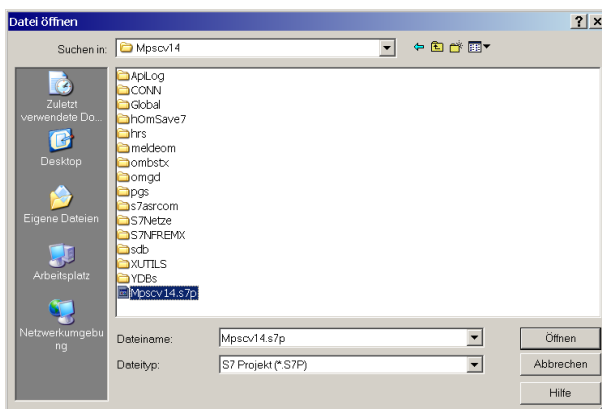 Datei öffnen
Suchen in: Mpscv14
Zuletzt
verwendete Do...
Desktop
Eigene Dateien
Arbeitsplatz
Netzwerkumgebu
ng
ApiLog
CONN
Global
hOmSave7
hrs
meldeom
ombstx
omgd
pgs
s7asrcom
S7Netze
S7NFREMX
sdb
XUTILS
YDBs
Mpscv14.s7p
Dateiname: Mpscv14.s7p Öffnen
Dateityp: S7 Projekt (*.S7P) Abbrechen
Hilfe